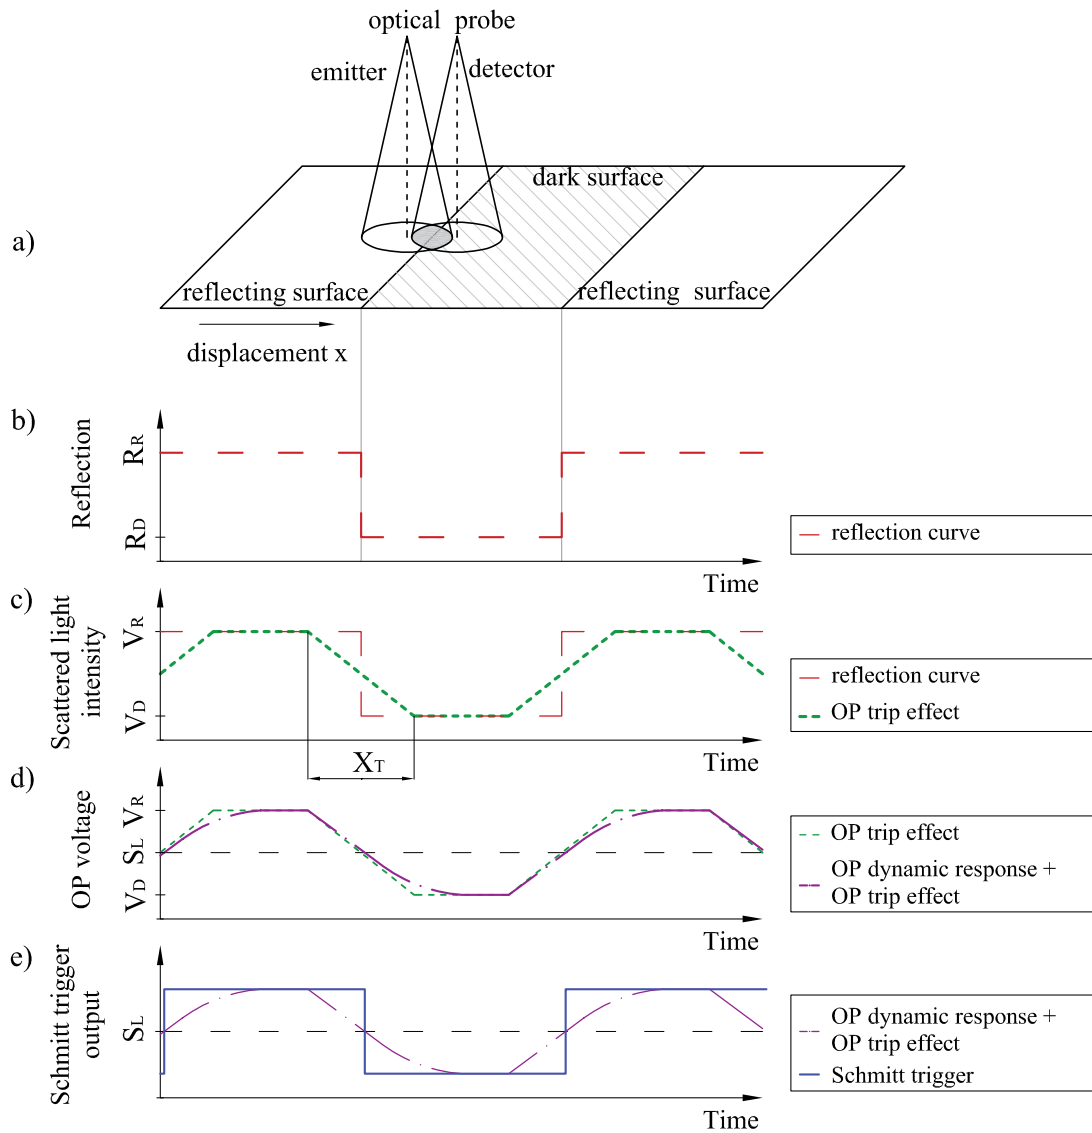 optical probe
emitter
detector
dark surface
a)
reflecting surface
reflecting surface
displacement x
b)
Reflection
RR
RD
Time
reflection curve
c)
Scattered light
intensity
VR
VD
XT
Time
reflection curve
OP trip effect
d)
OP voltage
VR
SL
VD
Time
OP trip effect
OP dynamic response +
OP trip effect
e)
Schmitt trigger
output
SL
Time
OP dynamic response +
OP trip effect
Schmitt trigger